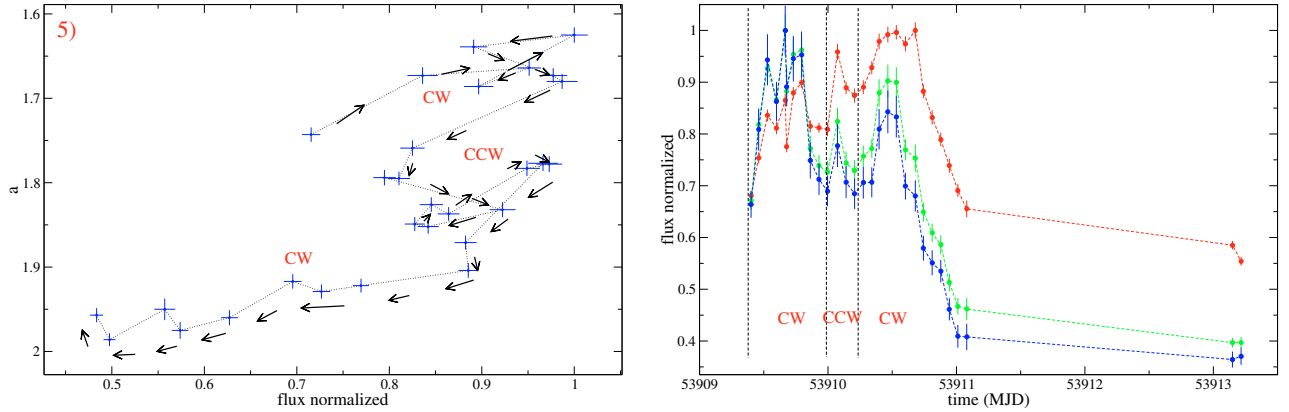 5)
1.6
1.7
1.8
1.9
2
a
CW
CCW
CW
0.5 0.6 0.7 0.8 0.9 1
flux normalized
1
0.9
0.8
0.7
0.6
0.5
0.4
flux normalized
CW CCW CW
53909 53910 53911 53912 53913
time (MJD)